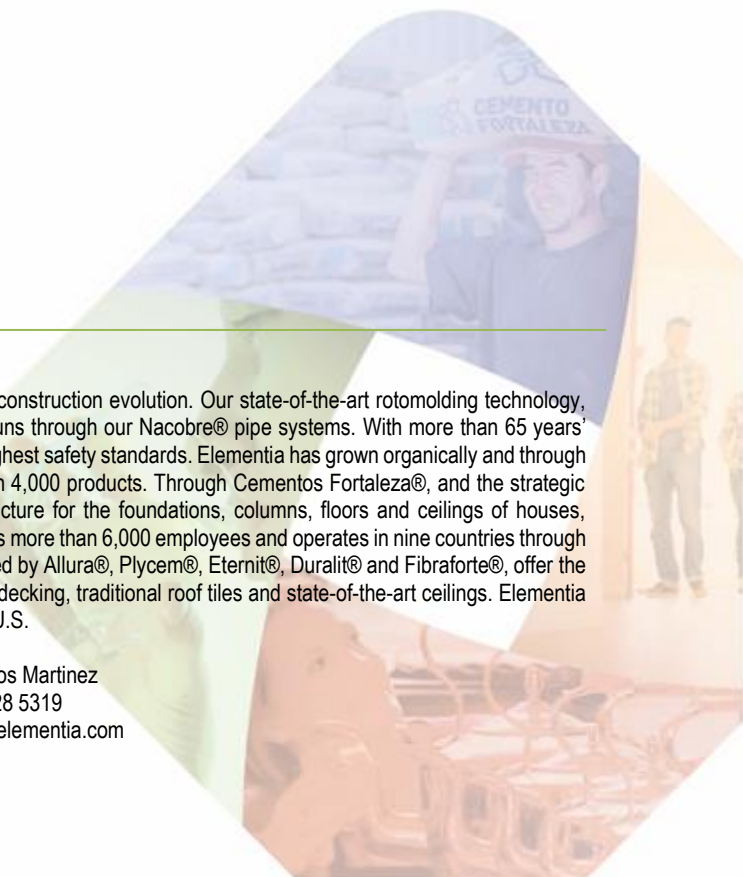 CEMENTO
FORTALEZA
construction evolution. Our state-of-the-art rotomolding technology,
uns through our Nacobre® pipe systems. With more than 65 years’
ghest safety standards. Elementia has grown organically and through
n 4,000 products. Through Cementos Fortaleza®, and the strategic
cture for the foundations, columns, floors and ceilings of houses,
s more than 6,000 employees and operates in nine countries through
ed by Allura®, Plycem®, Eternit®, Duralit® and Fibraforte®, offer the
decking, traditional roof tiles and state-of-the-art ceilings. Elementia
U.S.
os Martinez
28 5319
elementia.com